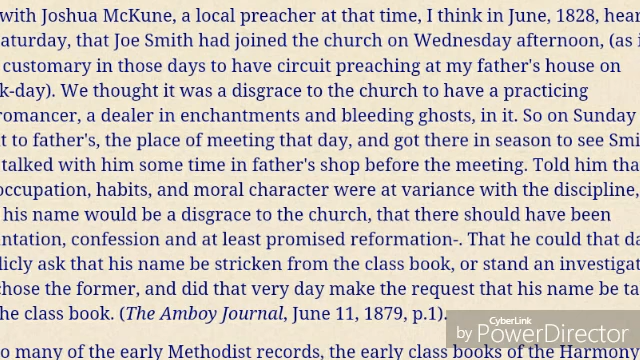 with Joshua McKune, a local preacher at that time, I think in June, 1828, hear
aturday, that Joe Smith had joined the church on Wednesday afternoon, (as i
customary in those days to have circuit preaching at my father's house on
k-day). We thought it was a disgrace to the church to have a practicing
romancer, a dealer in enchantments and bleeding ghosts, in it. So on Sunday
t to father's, the place of meeting that day, and got there in season to see Smi
talked with him some time in father's shop before the meeting. Told him tha
occupation, habits, and moral character were at variance with the discipline,
his name would be a disgrace to the church, that there should have been
ntation, confession and at least promised reformation-. That he could that da
licly ask that his name be stricken from the class book, or stand an investigat
chose the former, and did that very day make the request that his name be ta
he class book. (The Amboy Journal, June 11, 1879, p.1).
o many of the early Methodist records, the early class books of the Harmony
CyberLink
by PowerDirector